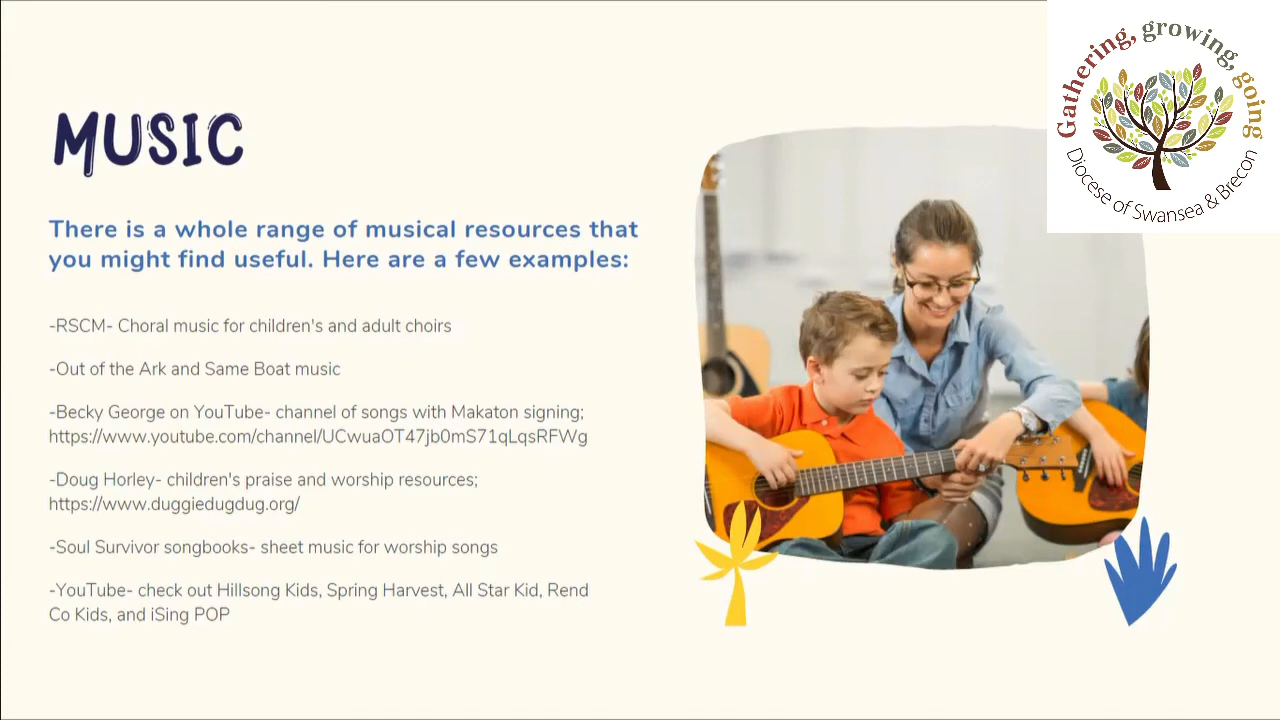 MUSIC
There is a whole range of musical resources that
you might find useful. Here are a few examples:
-RSCM- Choral music for children's and adult choirs
-Out of the Ark and Same Boat music
-Becky George on YouTube- channel of songs with Makaton signing;
https://www.youtube.com/channel/UCwuaOT47jb0mS71qLqsRFWg
-Doug Horley- children's praise and worship resources;
https://www.duggiedugdug.org/
-Soul Survivor songbooks- sheet music for worship songs
-YouTube- check out Hillsong Kids, Spring Harvest, All Star Kid, Rend
Co Kids, and iSing POP
Gathering, growing, going
Diocese of Swansea & Brecon